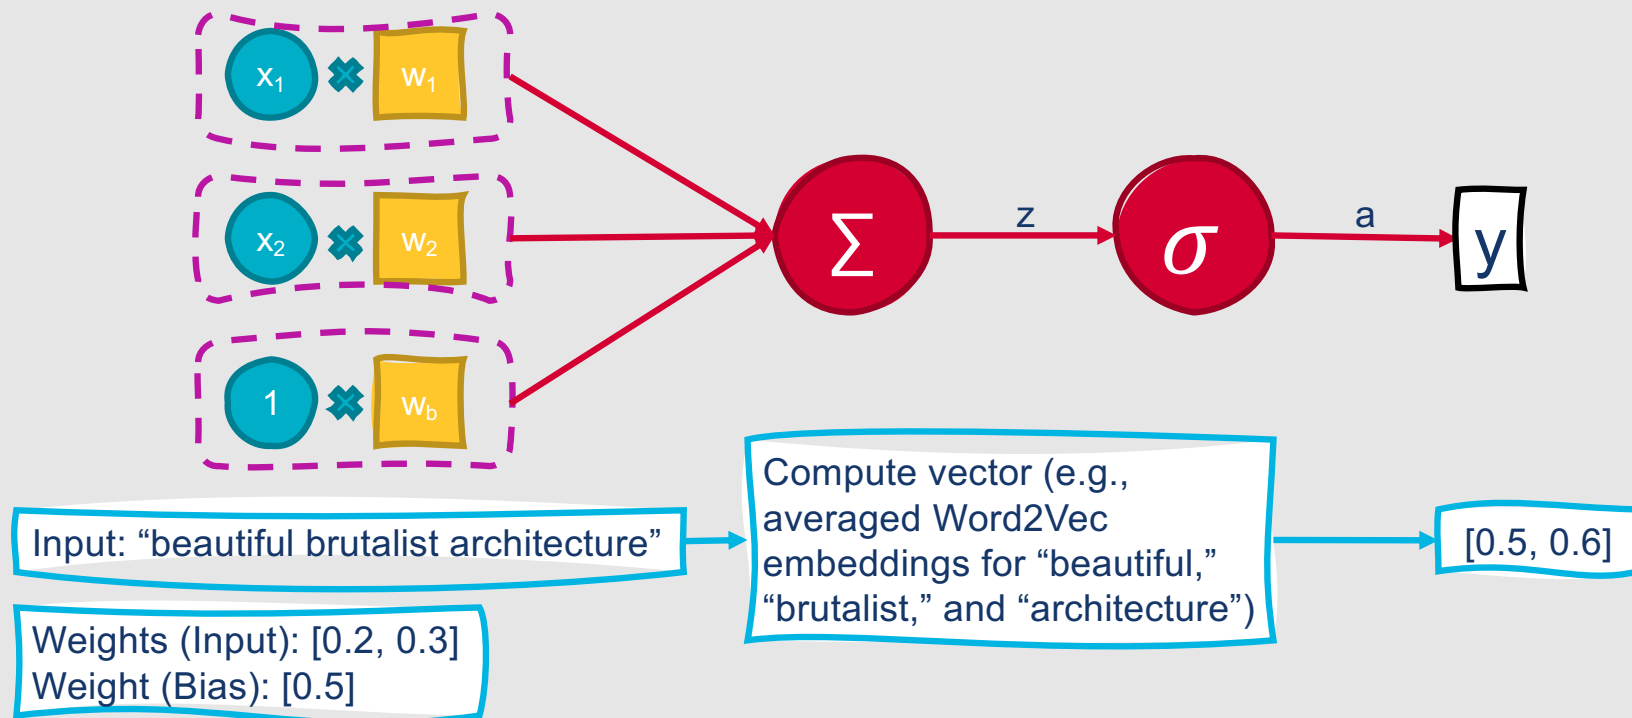 x₁ × w₁
x₂ × w₂
1 × w_b
∑
z
σ
a
y
Input: “beautiful brutalist architecture”
Compute vector (e.g.,
averaged Word2Vec
embeddings for “beautiful,”
“brutalist,” and “architecture”)
[0.5, 0.6]
Weights (Input): [0.2, 0.3]
Weight (Bias): [0.5]